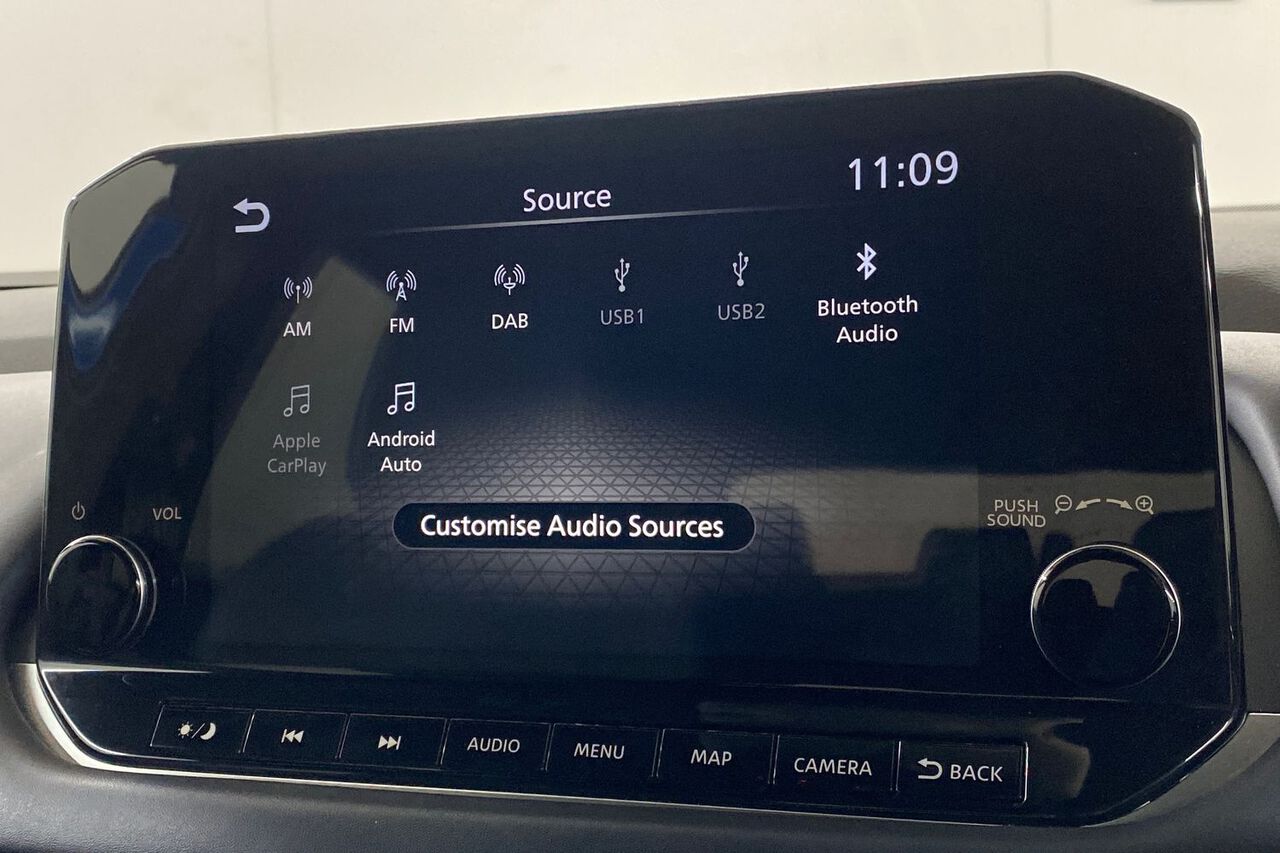 Source
11:09
AM
FM
DAB
USB1
USB2
Bluetooth
Audio
Apple
CarPlay
Android
Auto
Customise Audio Sources
VOL
PUSH
SOUND
AUDIO
MENU
MAP
CAMERA
BACK